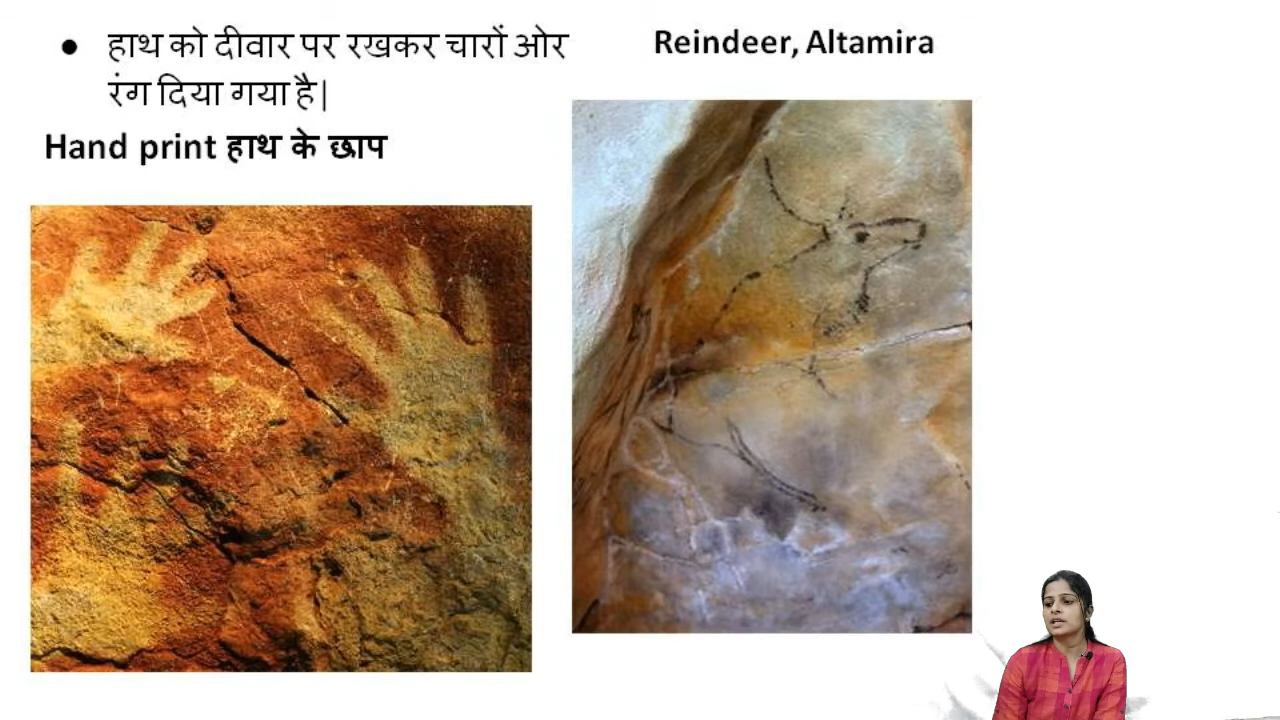 ● हाथ को दीवार पर रखकर चारों ओर
रंग दिया गया है|
Hand print हाथ के छाप
Reindeer, Altamira